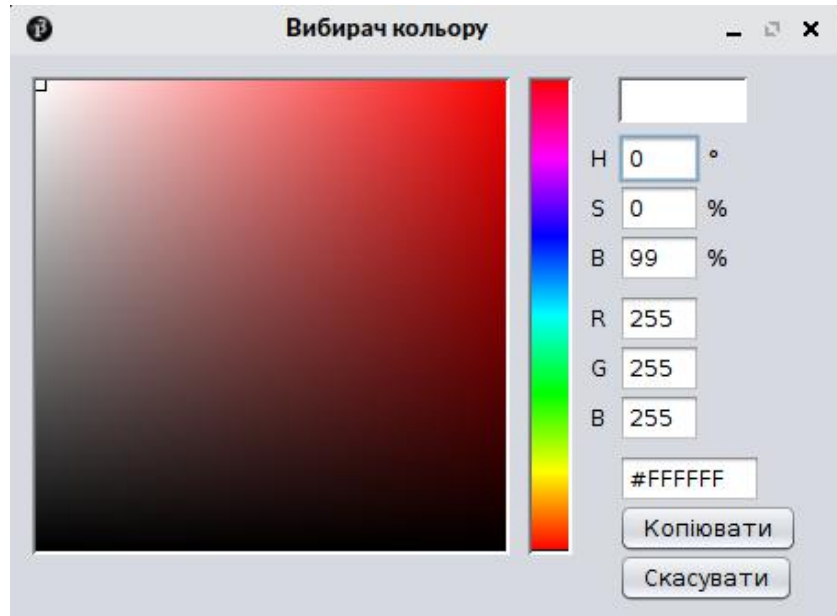 Вибирач кольору
H 0 °
S 0 %
B 99 %
R 255
G 255
B 255
#FFFFFF
Копіювати
Скасувати